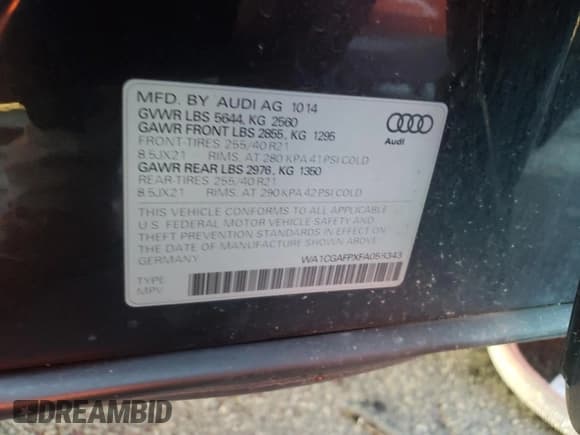 MFD. BY AUDI AG 10 14
GVWR LBS 5644, KG 2560
GAWR FRONT LBS 2855, KG 1295
FRONT-TIRES 255/40 R21
8.5JX21 RIMS, AT 280 KPA 41 PSI COLD
GAWR REAR LBS 2976, KG 1350
REAR-TIRES 255/40 R21
8.5JX21 RIMS, AT 290 KPA 42 PSI COLD
Audi
THIS VEHICLE CONFORMS TO ALL APPLICABLE
U.S. FEDERAL MOTOR VEHICLE SAFETY AND
THEFT PREVENTION STANDARDS IN EFFECT ON
THE DATE OF MANUFACTURE SHOWN ABOVE
GERMANY
TYPE
MPV
DREAMBID